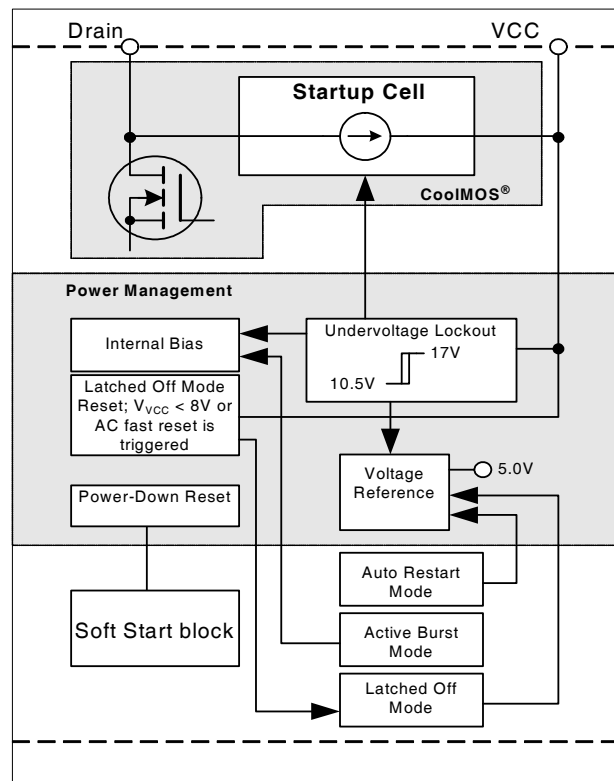 Drain
VCC
Startup Cell
CoolMOS®
Power Management
Internal Bias
Undervoltage Lockout
17V
10.5V
Latched Off Mode
Reset; VVCC < 8V or
AC fast reset is
triggered
Voltage
Reference
5.0V
Power-Down Reset
Auto Restart
Mode
Soft Start block
Active Burst
Mode
Latched Off
Mode